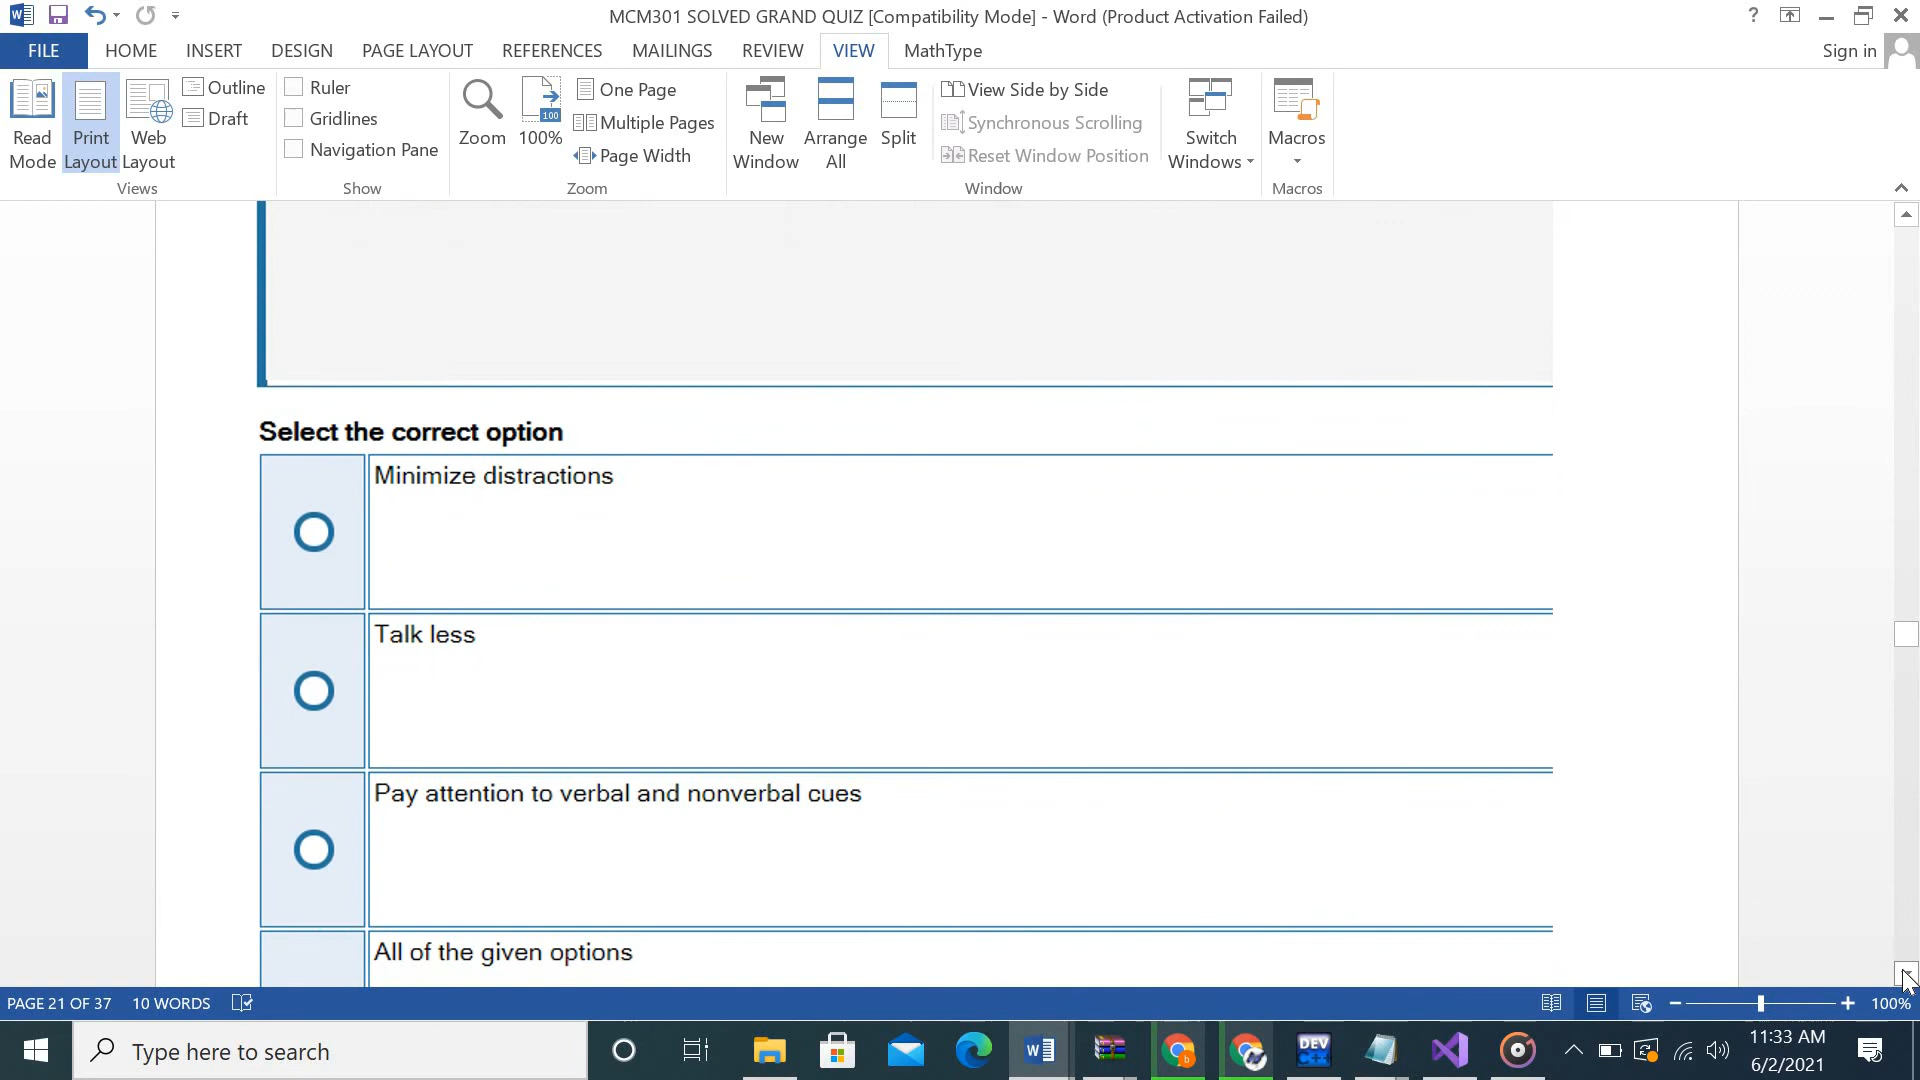 MCM301 SOLVED GRAND QUIZ [Compatibility Mode] - Word (Product Activation Failed)
?
FILE HOME INSERT DESIGN PAGE LAYOUT REFERENCES MAILINGS REVIEW VIEW MathType Sign in
Read Mode
Print Layout
Web Layout
Outline
Draft
Views
Ruler
Gridlines
Navigation Pane
Show
Zoom
100
100%
One Page
Multiple Pages
Page Width
Zoom
New Window
Arrange All
Split
View Side by Side
Synchronous Scrolling
Reset Window Position
Window
Switch Windows
Macros
Macros
Select the correct option
Minimize distractions
Talk less
Pay attention to verbal and nonverbal cues
All of the given options
PAGE 21 OF 37 10 WORDS 100%
Type here to search
DEV C++
11:33 AM
6/2/2021